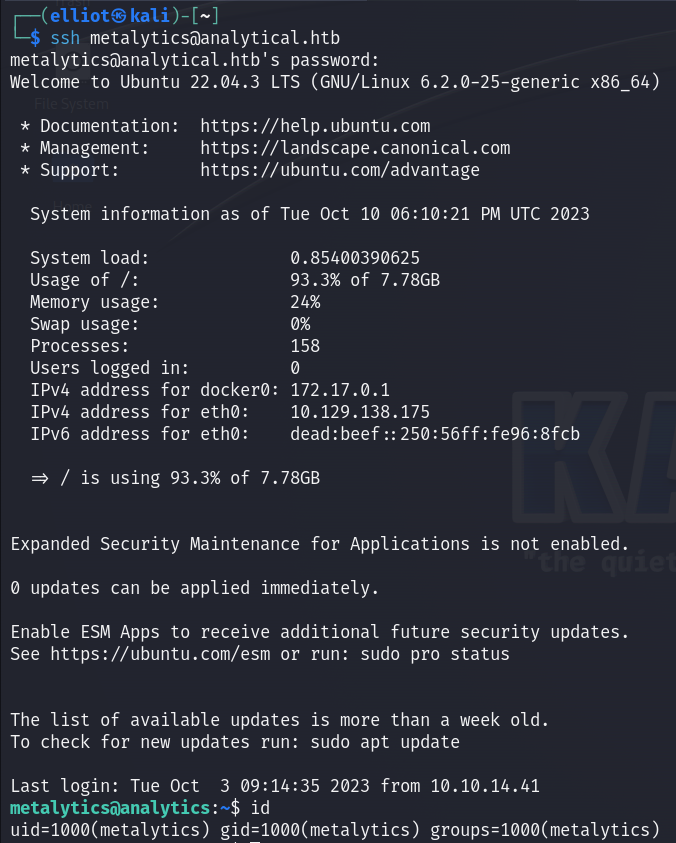 ┌──(elliot㉿kali)-[~]
└─$ ssh metalytics@analytical.htb
metalytics@analytical.htb's password:
Welcome to Ubuntu 22.04.3 LTS (GNU/Linux 6.2.0-25-generic x86_64)
File System
* Documentation:  https://help.ubuntu.com
* Management:     https://landscape.canonical.com
* Support:        https://ubuntu.com/advantage
Home
System information as of Tue Oct 10 06:10:21 PM UTC 2023
System load:              0.85400390625
Usage of /:               93.3% of 7.78GB
Memory usage:             24%
Swap usage:               0%
Processes:                158
Users logged in:          0
IPv4 address for docker0: 172.17.0.1
IPv4 address for eth0:    10.129.138.175
IPv6 address for eth0:    dead:beef::250:56ff:fe96:8fcb
KA
=> / is using 93.3% of 7.78GB
Expanded Security Maintenance for Applications is not enabled.
"the quiet
0 updates can be applied immediately.
Enable ESM Apps to receive additional future security updates.
See https://ubuntu.com/esm or run: sudo pro status
The list of available updates is more than a week old.
To check for new updates run: sudo apt update
Last login: Tue Oct  3 09:14:35 2023 from 10.10.14.41
metalytics@analytics:~$ id
uid=1000(metalytics) gid=1000(metalytics) groups=1000(metalytics)